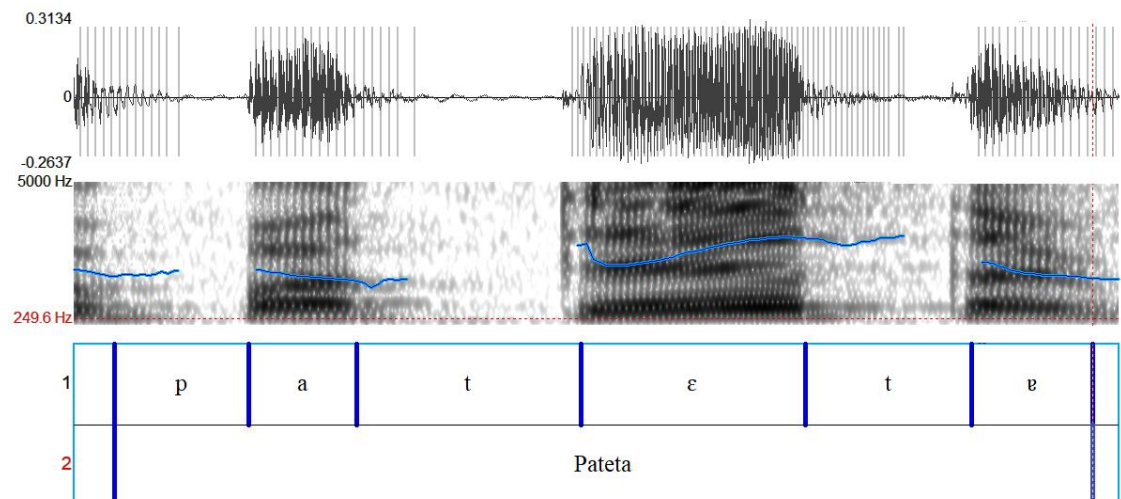 0.3134
0
-0.2637
5000 Hz
249.6 Hz
1 p a t ɛ t ɐ
2 Pateta